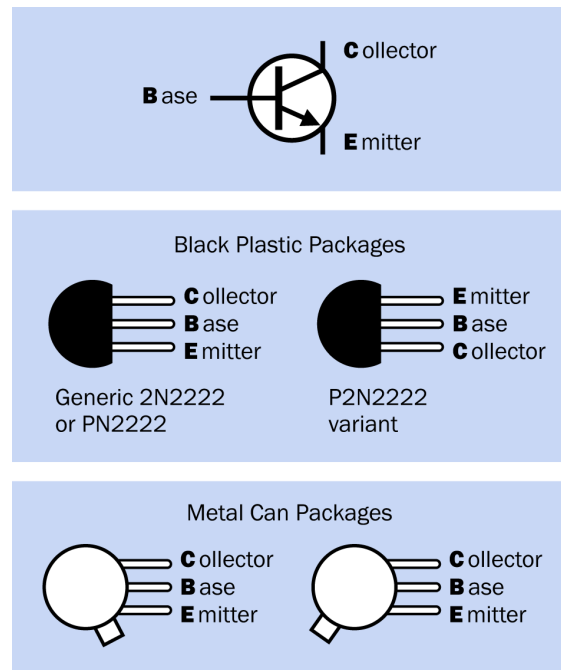 Collector
Base
Emitter
Black Plastic Packages
Collector
Base
Emitter
Generic 2N2222
or PN2222
Emitter
Base
Collector
P2N2222
variant
Metal Can Packages
Collector
Base
Emitter
Collector
Base
Emitter